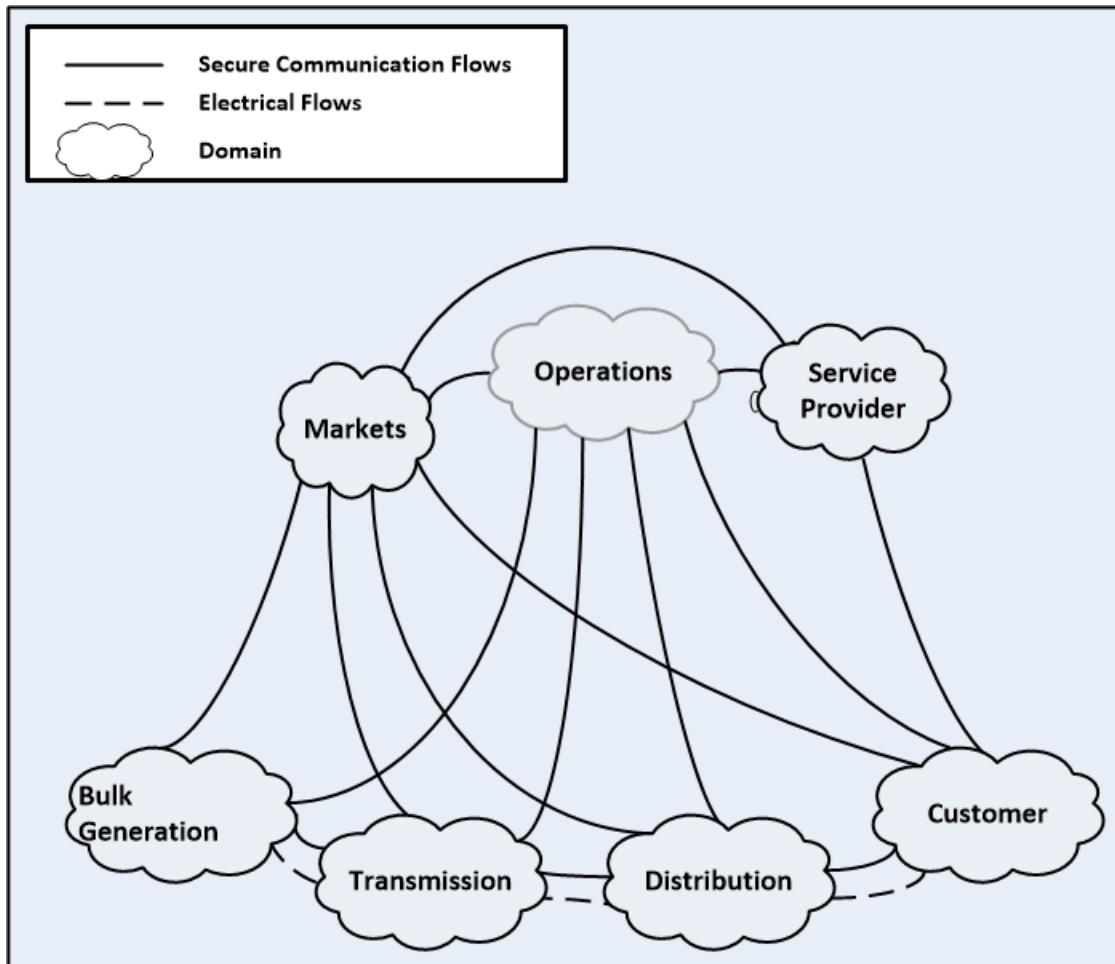 Secure Communication Flows
Electrical Flows
Domain
Operations
Service
Provider
Markets
Bulk
Generation
Customer
Transmission
Distribution